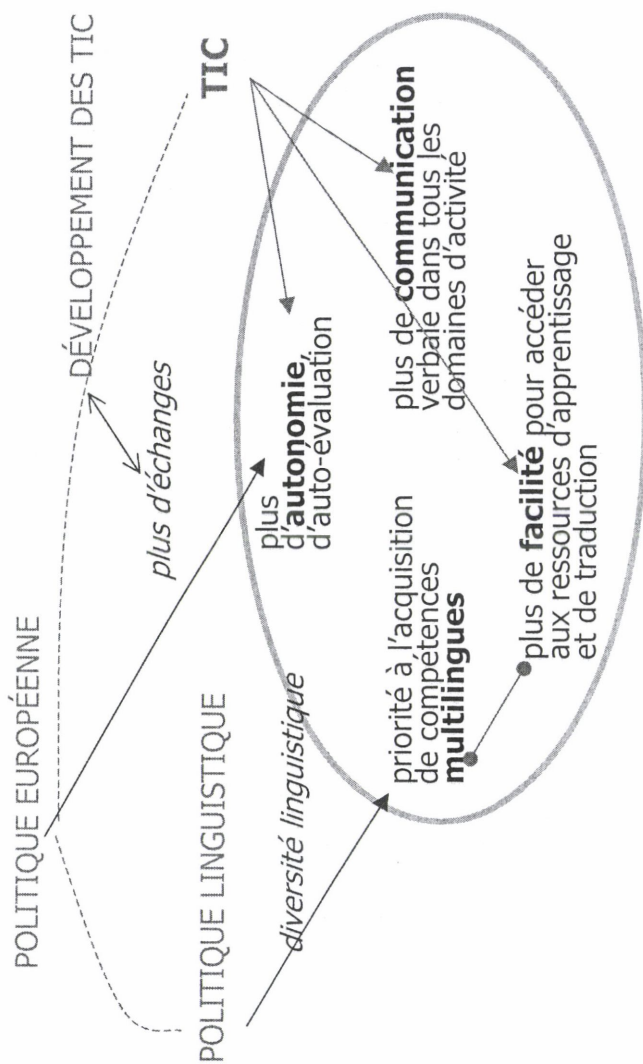 POLITIQUE EUROPÉENNE
DÉVELOPPEMENT DES TIC
plus d'échanges
TIC
POLITIQUE LINGUISTIQUE
diversité linguistique
plus
d'autonomie,
d'auto-évaluation
priorité à l'acquisition
de compétences
multilingues
plus de communication
verbale dans tous les
domaines d'activité
plus de facilité pour accéder
aux ressources d'apprentissage
et de traduction